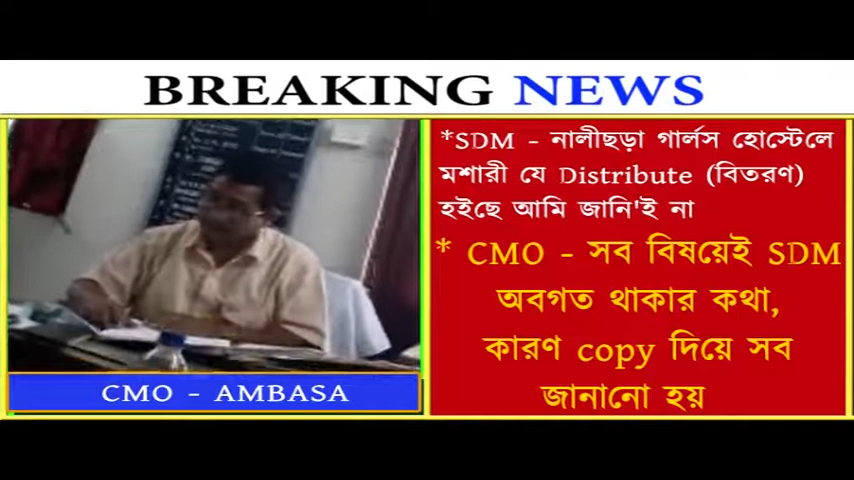 BREAKING NEWS
*SDM - নালীছড়া গার্লস হোস্টেলে
মশারী যে Distribute (বিতরণ)
হইছে আমি জানি'ই না
* CMO - সব বিষয়েই SDM
অবগত থাকার কথা,
কারণ copy দিয়ে সব
জানানো হয়
CMO - AMBASA